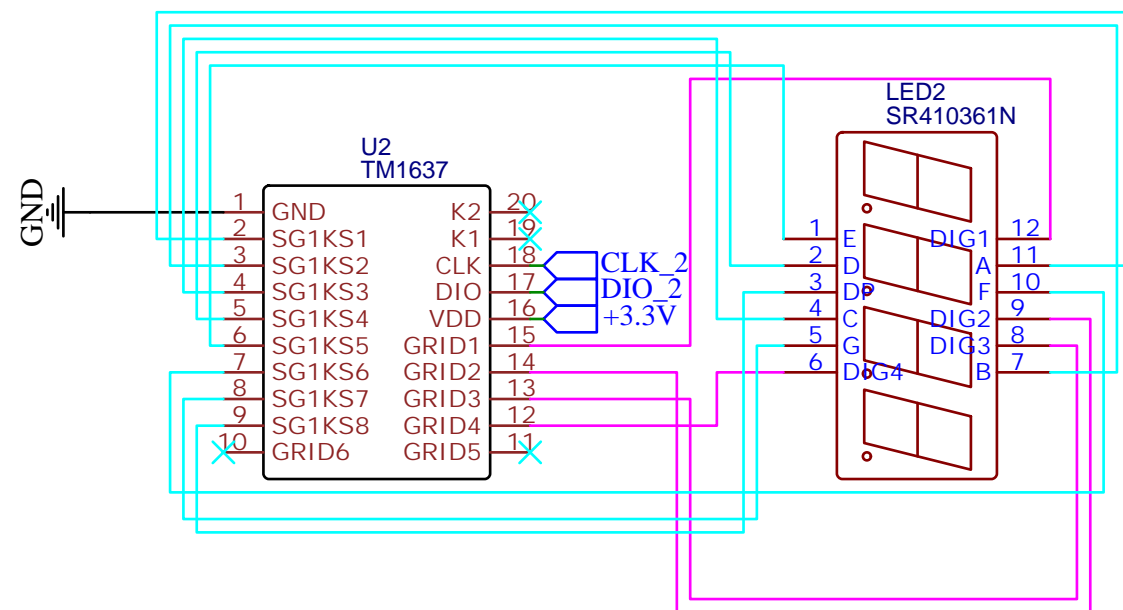 LED2
SR410361N
U2
TM1637
GND
1 GND K2 20
2 SG1KS1 K1 19
3 SG1KS2 CLK 18 CLK_2
4 SG1KS3 DIO 17 DIO_2
5 SG1KS4 VDD 16 +3.3V
6 SG1KS5 GRID1 15
7 SG1KS6 GRID2 14
8 SG1KS7 GRID3 13
9 SG1KS8 GRID4 12
10 GRID6 GRID5 11
1 E DIG1 12
2 D A 11
3 DP F 10
4 C DIG2 9
5 G DIG3 8
6 DIG4 B 7